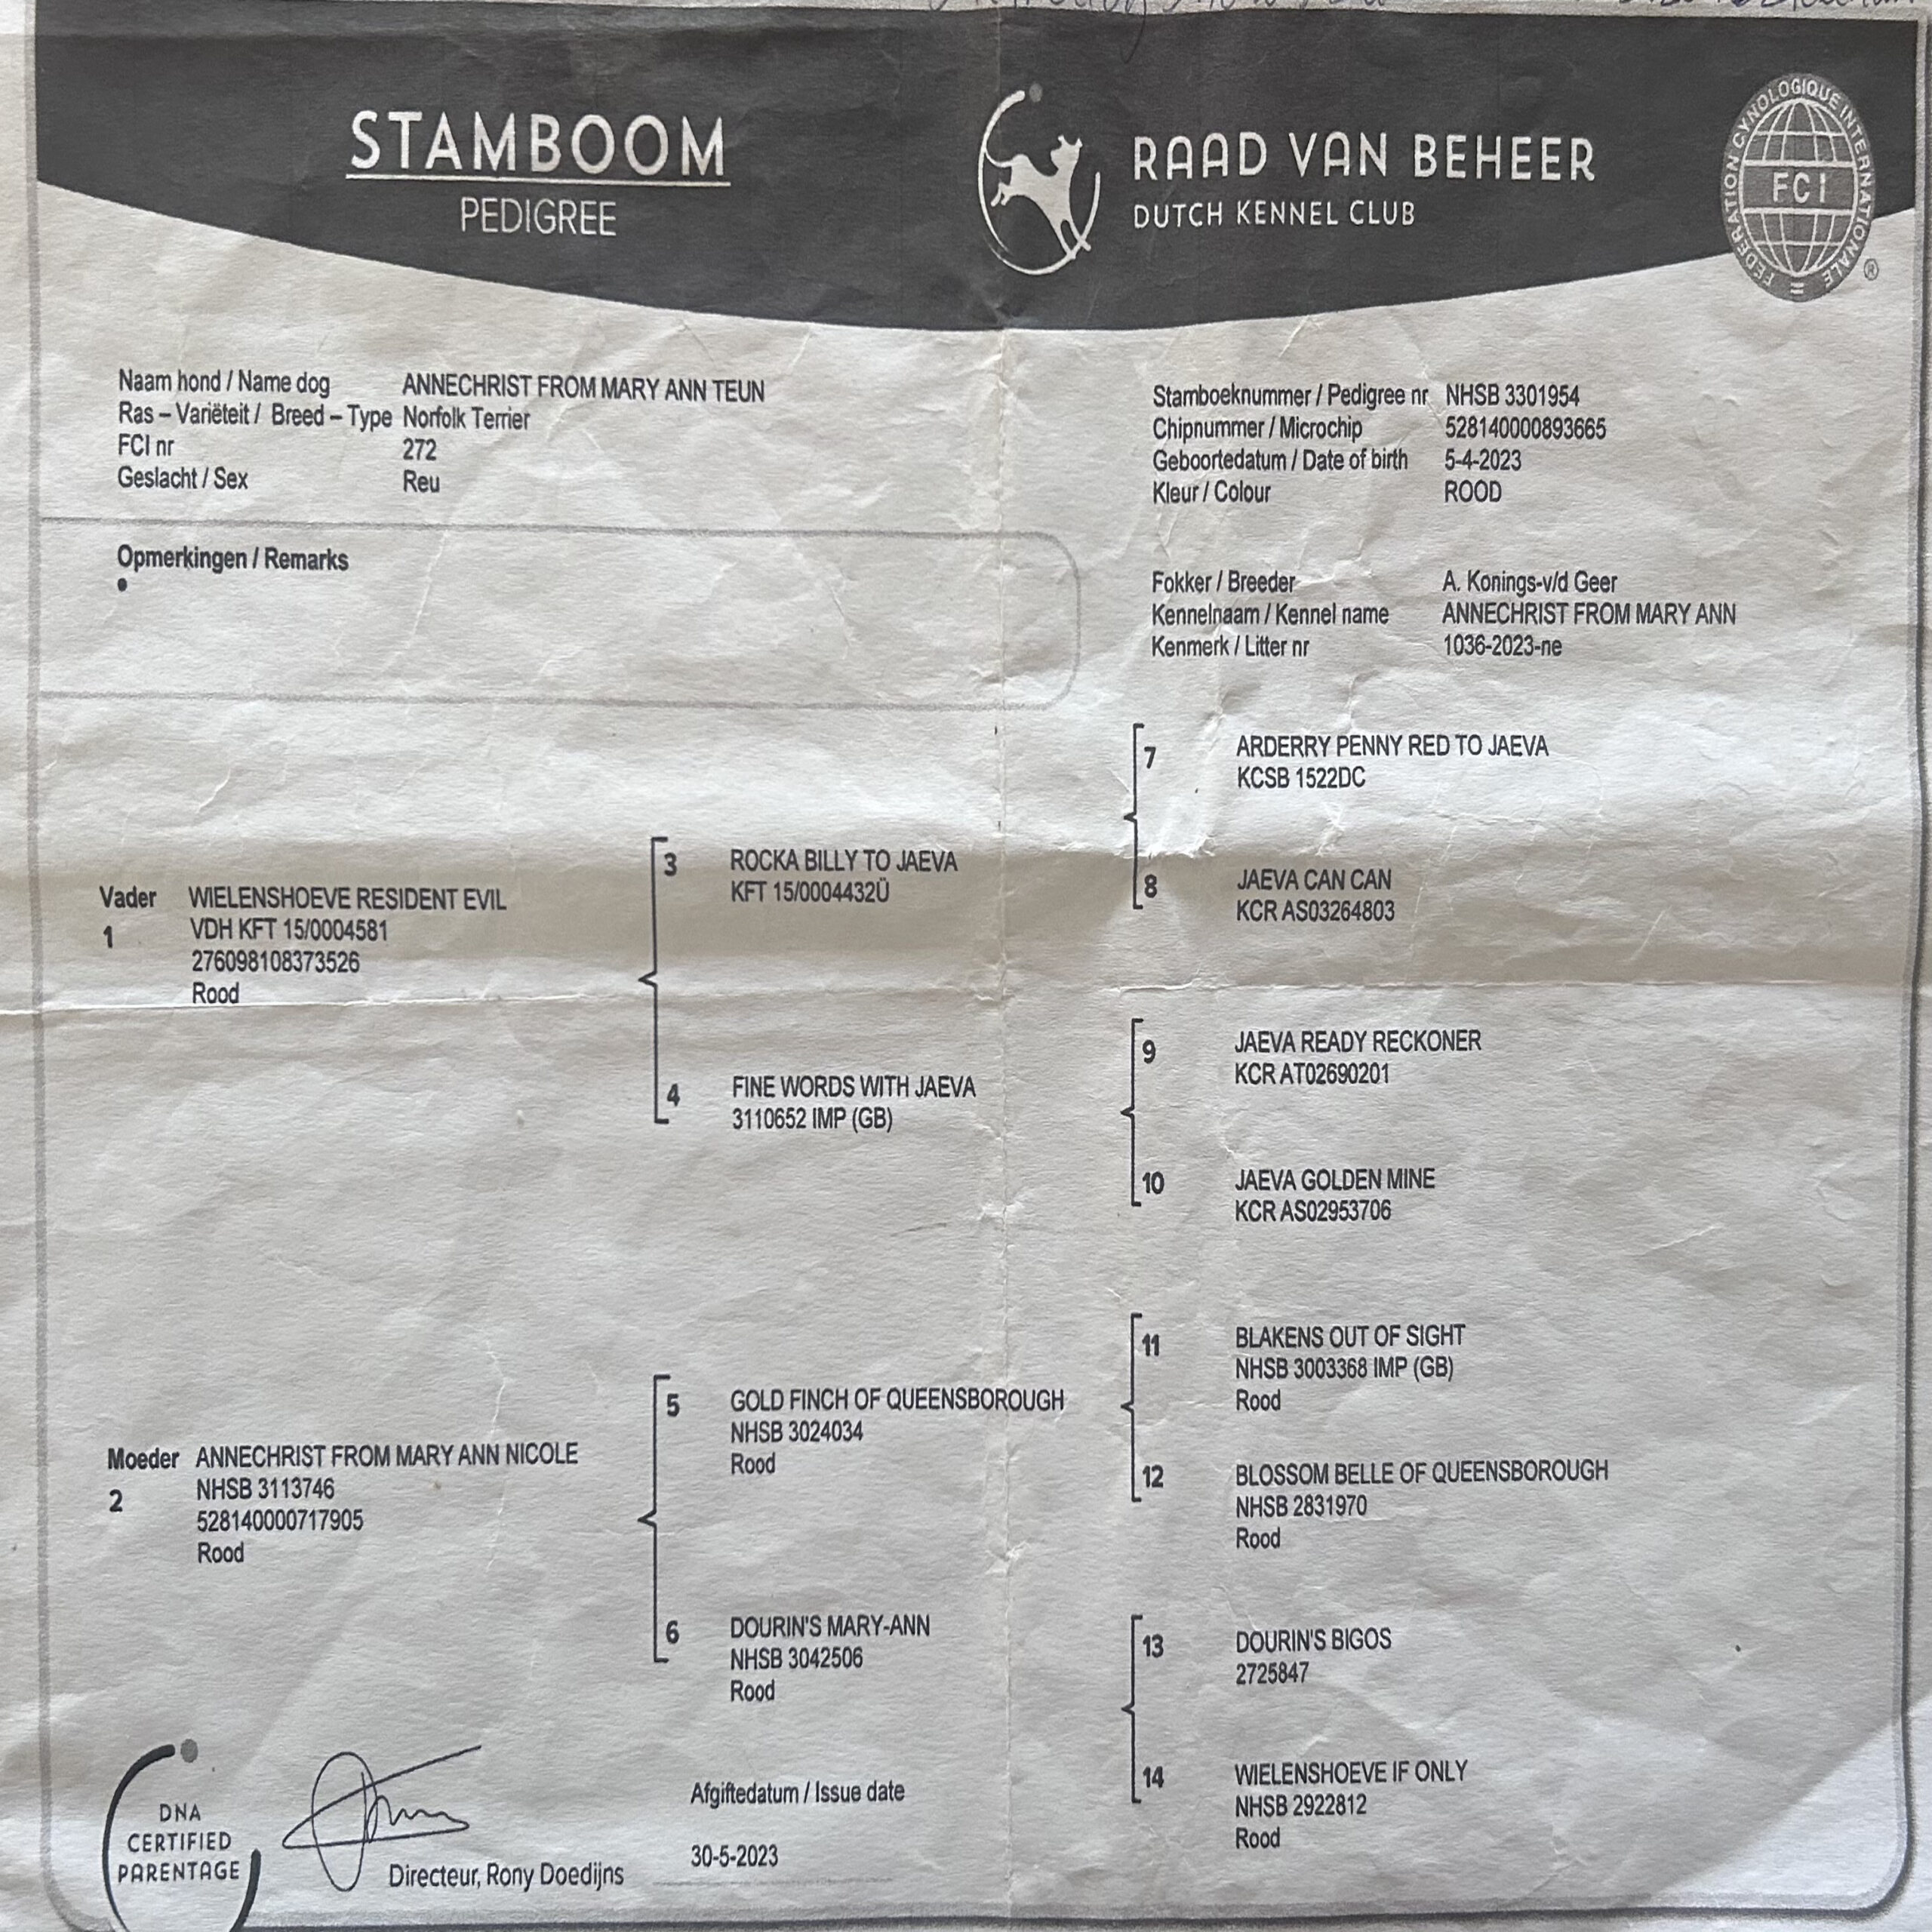 STAMBOOM
PEDIGREE
RAAD VAN BEHEER
DUTCH KENNEL CLUB
FEDERATION CYNOLOGIQUE INTERNATIONALE
FCI
®
Naam hond / Name dog ANNECHRIST FROM MARY ANN TEUN
Ras – Variëteit / Breed – Type Norfolk Terrier
FCI nr 272
Geslacht / Sex Reu
Stamboeknummer / Pedigree nr NHSB 3301954
Chipnummer / Microchip 528140000893665
Geboortedatum / Date of birth 5-4-2023
Kleur / Colour ROOD
Opmerkingen / Remarks
•
Fokker / Breeder A. Konings-v/d Geer
Kennelnaam / Kennel name ANNECHRIST FROM MARY ANN
Kenmerk / Litter nr 1036-2023-ne
Vader WIELENSHOEVE RESIDENT EVIL
1 VDH KFT 15/0004581
276098108373526
Rood
3 ROCKA BILLY TO JAEVA
KFT 15/0004432Ü
4 FINE WORDS WITH JAEVA
3110652 IMP (GB)
7 ARDERRY PENNY RED TO JAEVA
KCSB 1522DC
8 JAEVA CAN CAN
KCR AS03264803
9 JAEVA READY RECKONER
KCR AT02690201
10 JAEVA GOLDEN MINE
KCR AS02953706
Moeder ANNECHRIST FROM MARY ANN NICOLE
2 NHSB 3113746
528140000717905
Rood
5 GOLD FINCH OF QUEENSBOROUGH
NHSB 3024034
Rood
6 DOURIN'S MARY-ANN
NHSB 3042506
Rood
11 BLAKENS OUT OF SIGHT
NHSB 3003368 IMP (GB)
Rood
12 BLOSSOM BELLE OF QUEENSBOROUGH
NHSB 2831970
Rood
13 DOURIN'S BIGOS
2725847
14 WIELENSHOEVE IF ONLY
NHSB 2922812
Rood
DNA
CERTIFIED
PARENTAGE
Directeur, Rony Doedijns
Afgiftedatum / Issue date
30-5-2023